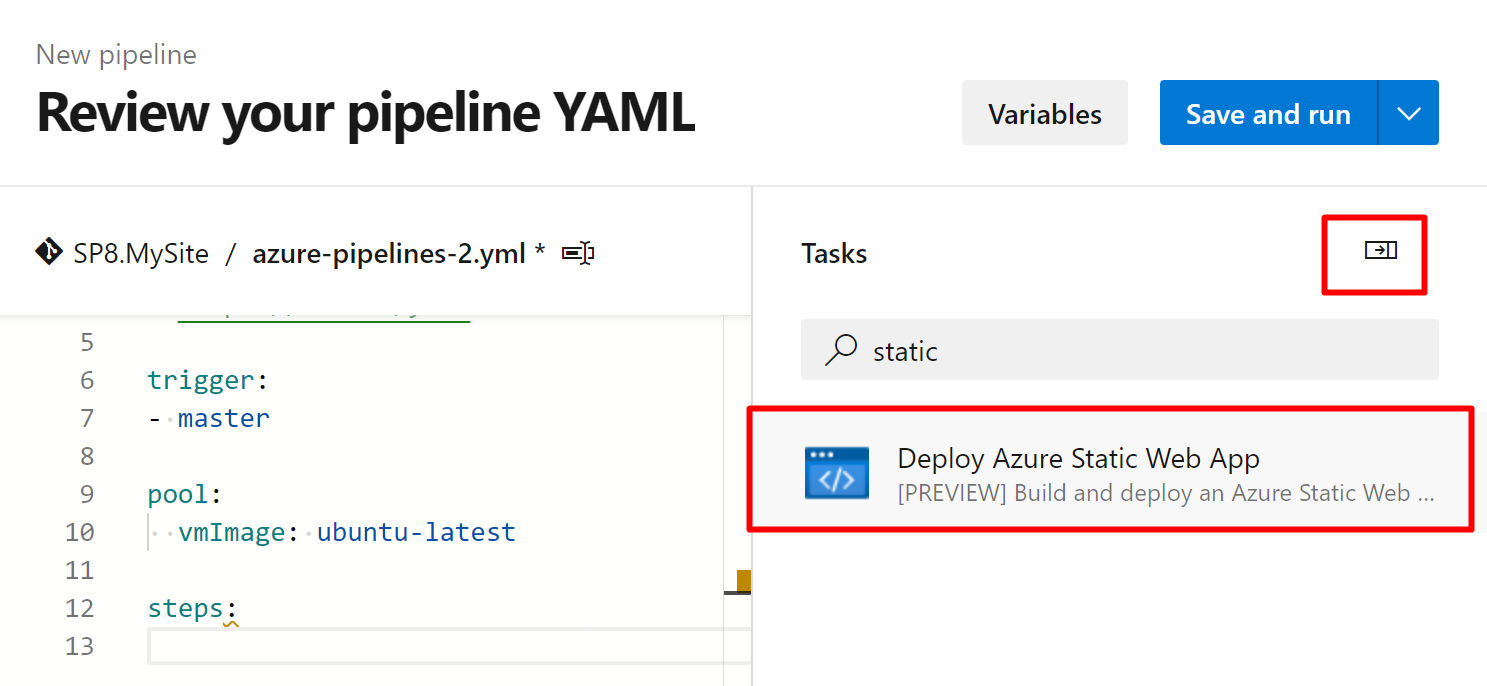 New pipeline
Review your pipeline YAML
Variables
Save and run
SP8.MySite / azure-pipelines-2.yml *
5
6 trigger:
7 - master
8
9 pool:
10 vmImage: ubuntu-latest
11
12 steps:
13
Tasks
static
Deploy Azure Static Web App
[PREVIEW] Build and deploy an Azure Static Web ...